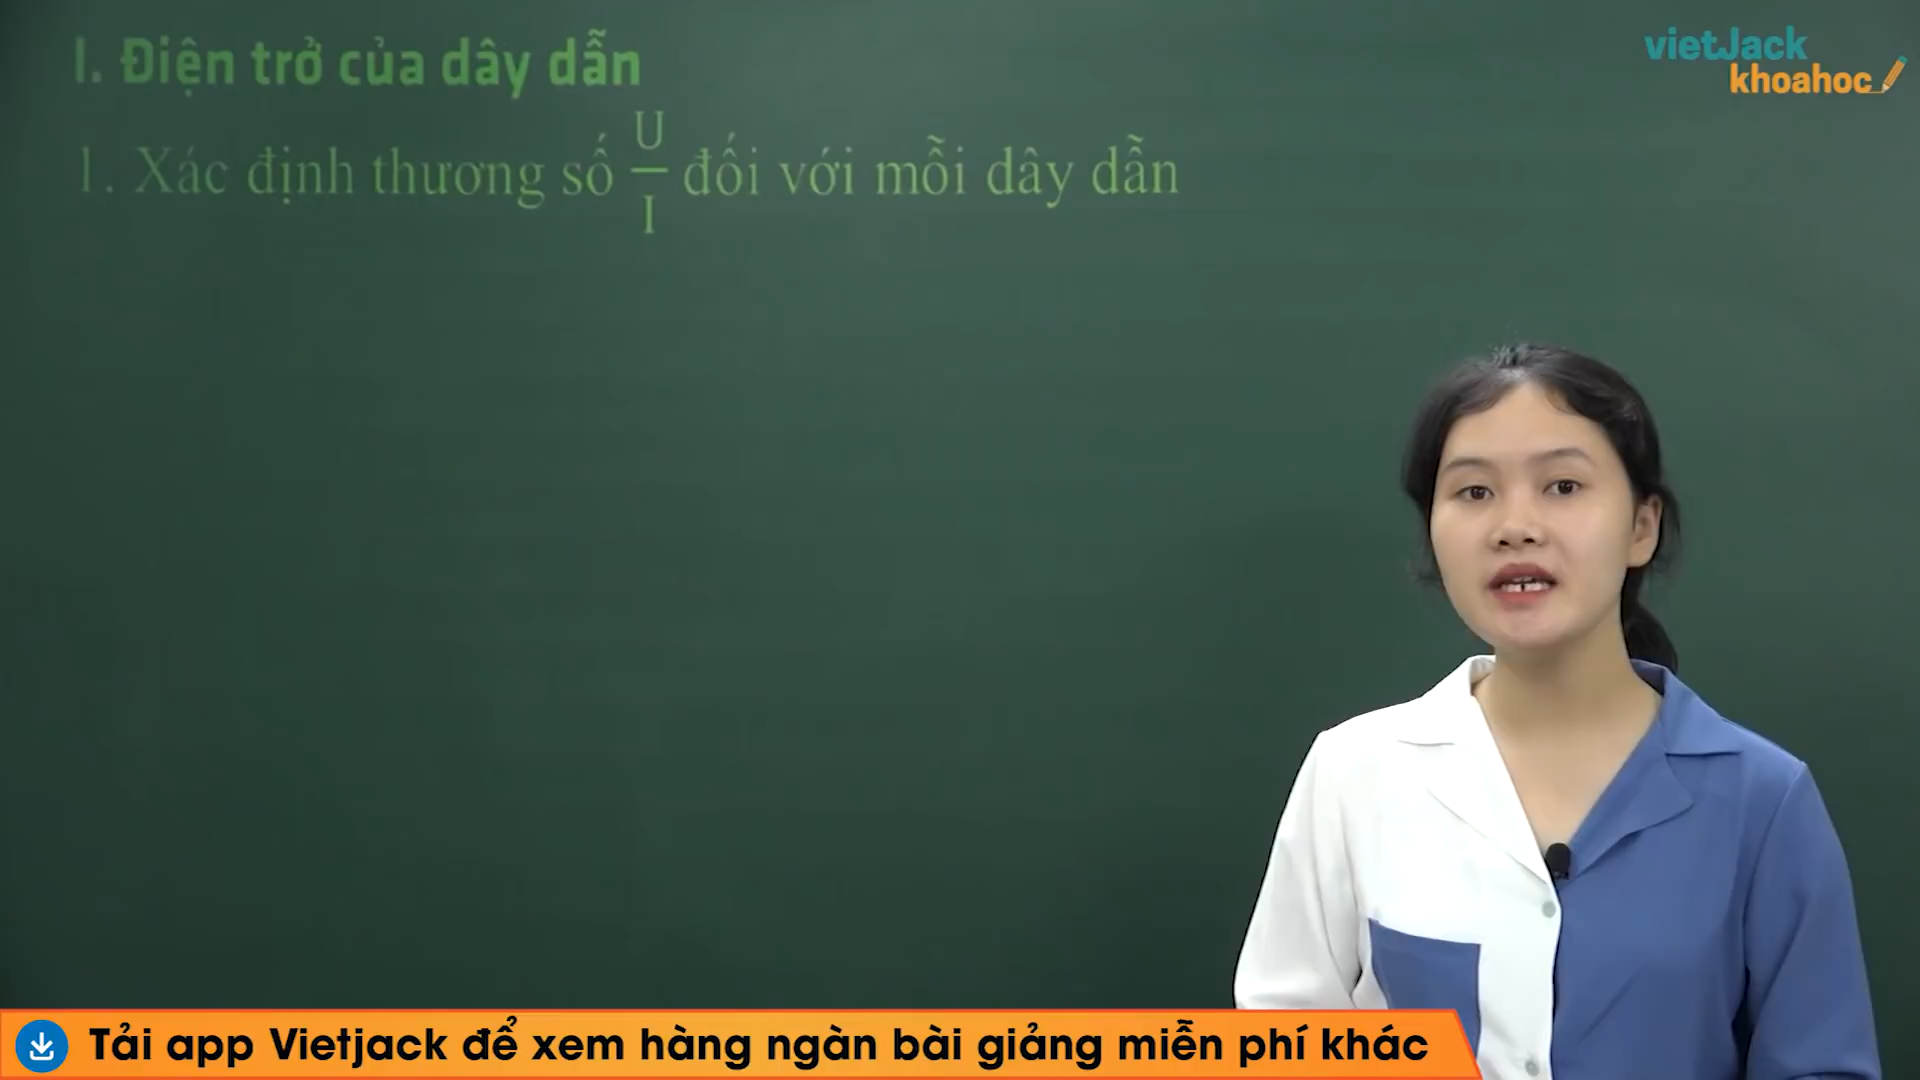 I. Điện trở của dây dẫn
vietJack
khoahoc
1. Xác định thương số U/I đối với mỗi dây dẫn
Tải app Vietjack để xem hàng ngàn bài giảng miễn phí khác